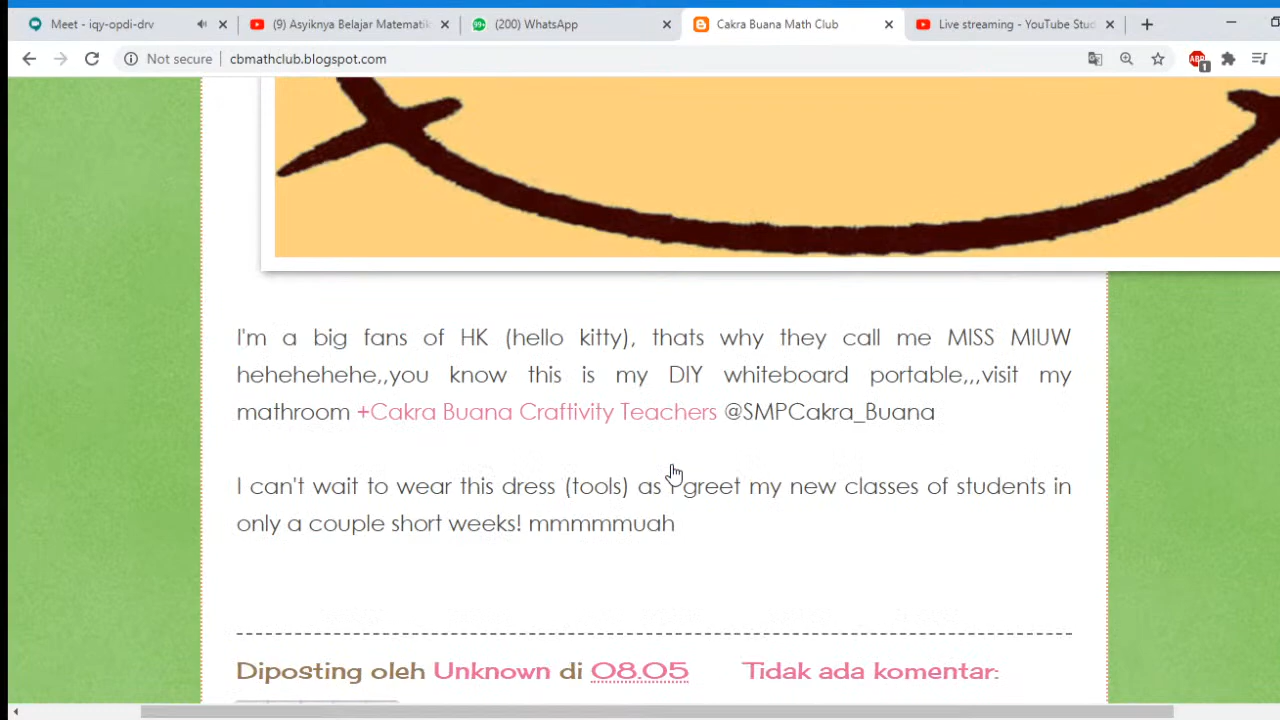 Meet - iqy-opdi-drv
(9) Asyiknya Belajar Matematik
99+
(200) WhatsApp
Cakra Buana Math Club
Live streaming - YouTube Stud
Not secure
cbmathclub.blogspot.com
ABP
1
I'm a big fans of HK (hello kitty), thats why they call me MISS MIUW
hehehehehe,,you know this is my DIY whiteboard portable,,,visit my
mathroom +Cakra Buana Craftivity Teachers @SMPCakra_Buana
I can't wait to wear this dress (tools) as I greet my new classes of students in
only a couple short weeks! mmmmmuah
Diposting oleh Unknown di 08.05 Tidak ada komentar: